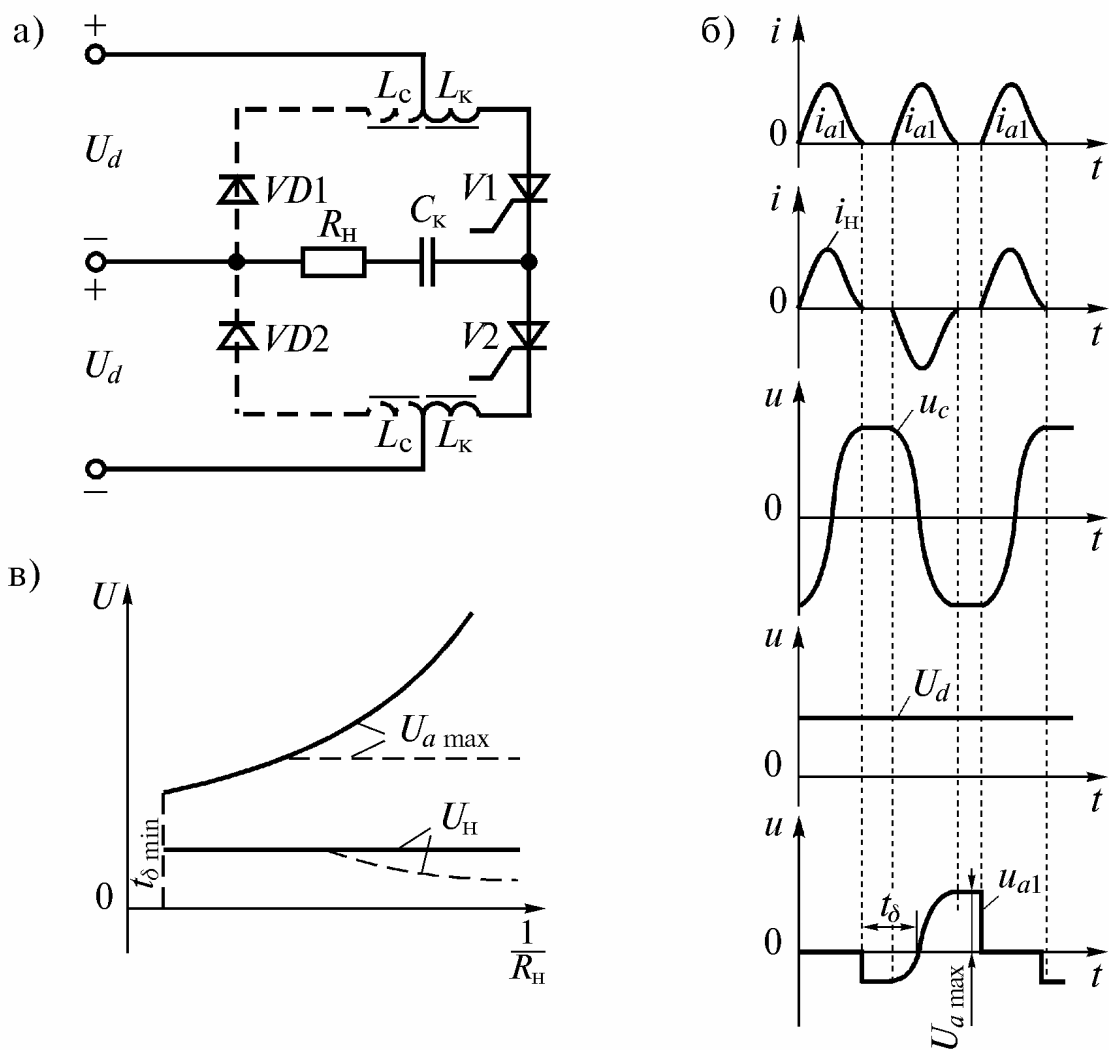 а)
+
L_с L_к
U_d
VD1
V1
R_н
C_к
−
+
VD2
V2
U_d
L_с L_к
−
б)
i
i_a1 i_a1 i_a1
0
t
i
i_н
0
t
u
u_c
0
t
u
U_d
0
t
u
u_a1
t_δ
0
t
U_a max
в)
U
U_a max
U_н
t_δ min
0
1/R_н